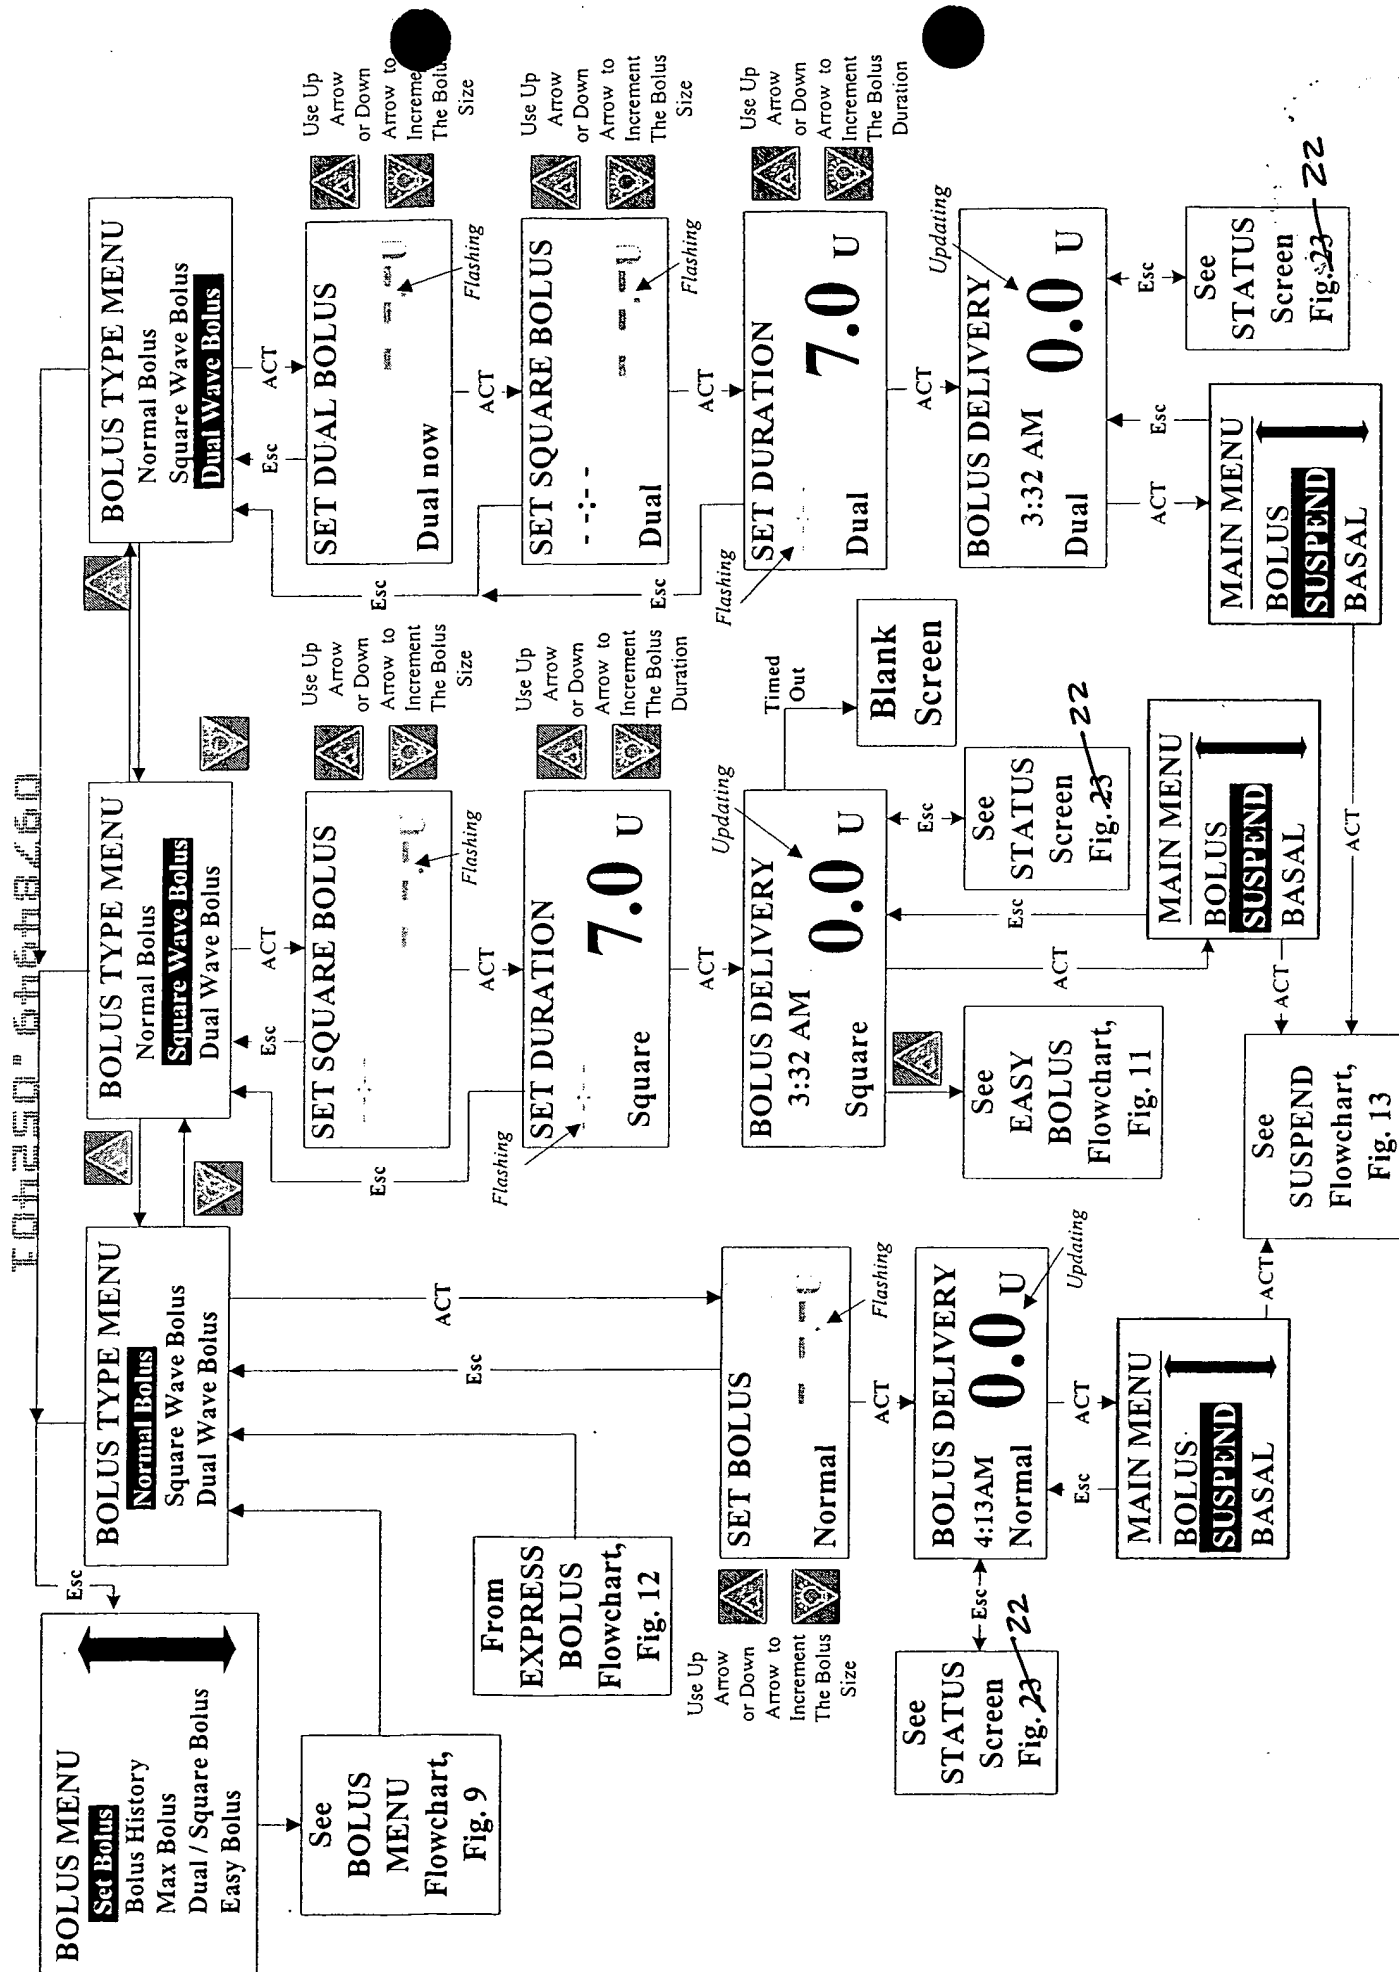 BOLUS MENU
Set Bolus
Bolus History
Max Bolus
Dual / Square Bolus
Easy Bolus
Esc
See
BOLUS
MENU
Flowchart,
Fig. 9
BOLUS TYPE MENU
Normal Bolus
Square Wave Bolus
Dual Wave Bolus
From
EXPRESS
BOLUS
Flowchart,
Fig. 12
Esc
ACT
Use Up
Arrow
or Down
Arrow to
Increment
The Bolus
Size
SET BOLUS
- - - U
Normal
Flashing
ACT
BOLUS DELIVERY
4:13AM
0.0 U
Normal
Updating
Esc
See
STATUS
Screen
Fig. 23 22
Esc
ACT
MAIN MENU
BOLUS
SUSPEND
BASAL
ACT
BOLUS TYPE MENU
Normal Bolus
Square Wave Bolus
Dual Wave Bolus
Esc
ACT
SET SQUARE BOLUS
--:--
- - -.- U
Flashing
Use Up
Arrow
or Down
Arrow to
Increment
The Bolus
Size
Esc
ACT
SET DURATION
--:--
7.0 U
Square
Flashing
Use Up
Arrow
or Down
Arrow to
Increment
The Bolus
Duration
ACT
BOLUS DELIVERY
3:32 AM
0.0 U
Square
Updating
Timed
Out
Blank
Screen
See
EASY
BOLUS
Flowchart,
Fig. 11
ACT
Esc
Esc
See
STATUS
Screen
Fig. 23 22
MAIN MENU
BOLUS
SUSPEND
BASAL
ACT
See
SUSPEND
Flowchart,
Fig. 13
BOLUS TYPE MENU
Normal Bolus
Square Wave Bolus
Dual Wave Bolus
Esc
ACT
SET DUAL BOLUS
- - -.- U
Dual now
Flashing
Use Up
Arrow
or Down
Arrow to
Increment
The Bolus
Size
Esc
ACT
SET SQUARE BOLUS
--:--
- - -.- U
Dual
Flashing
Use Up
Arrow
or Down
Arrow to
Increment
The Bolus
Size
Esc
ACT
SET DURATION
--:--
7.0 U
Dual
Flashing
Use Up
Arrow
or Down
Arrow to
Increment
The Bolus
Duration
ACT
BOLUS DELIVERY
3:32 AM
0.0 U
Dual
Updating
ACT
Esc
Esc
See
STATUS
Screen
Fig. 23 22
MAIN MENU
BOLUS
SUSPEND
BASAL
ACT